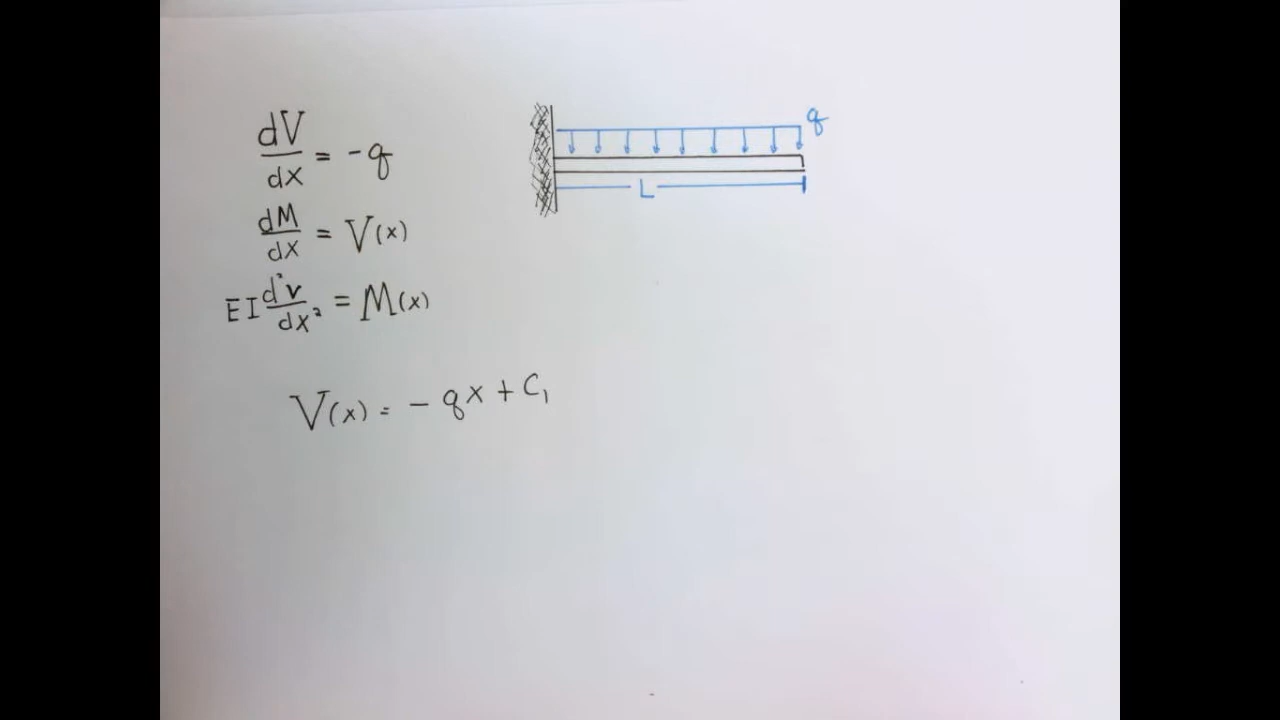 dV/dx = -q
dM/dx = V(x)
EI d²v/dx² = M(x)
V(x) = - qx + C₁
q
L